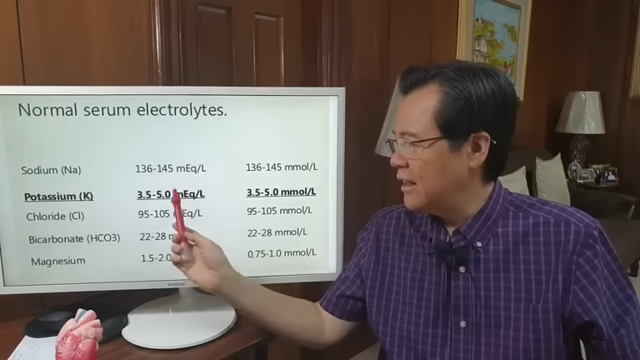 Normal serum electrolytes.
Sodium (Na) 136-145 mEq/L 136-145 mmol/L
Potassium (K) 3.5-5.0 mEq/L 3.5-5.0 mmol/L
Chloride (Cl) 95-105 mEq/L 95-105 mmol/L
Bicarbonate (HCO3) 22-28 22-28 mmol/L
Magnesium 1.5-2.0 0.75-1.0 mmol/L